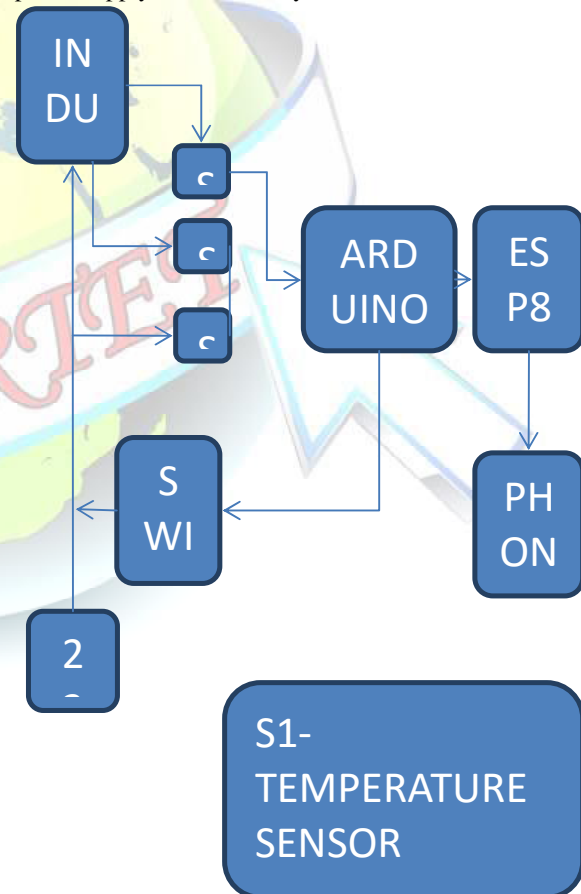 IN
DU
S
S
S
ARD
UINO
ES
P8
S
WI
PH
ON
2
S1-
TEMPERATURE
SENSOR